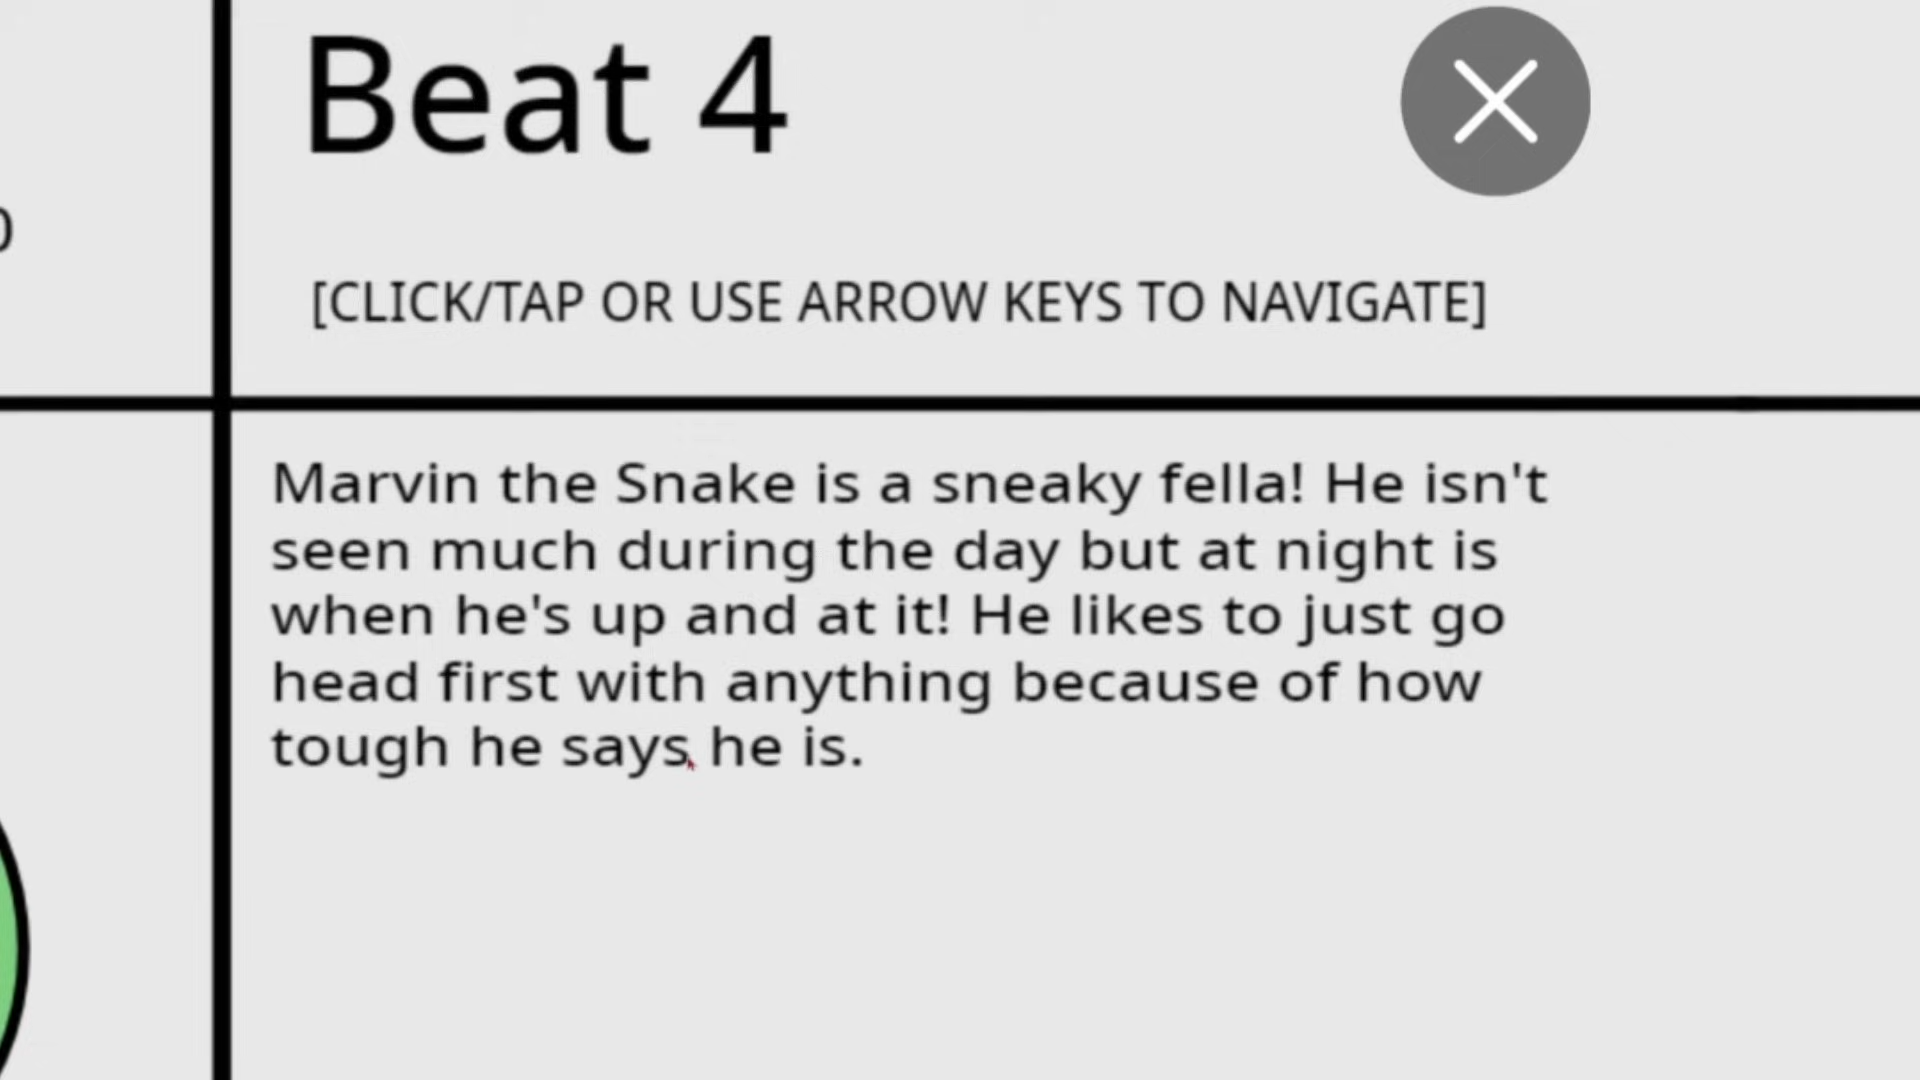 Beat 4
[CLICK/TAP OR USE ARROW KEYS TO NAVIGATE]
Marvin the Snake is a sneaky fella! He isn't
seen much during the day but at night is
when he's up and at it! He likes to just go
head first with anything because of how
tough he says he is.